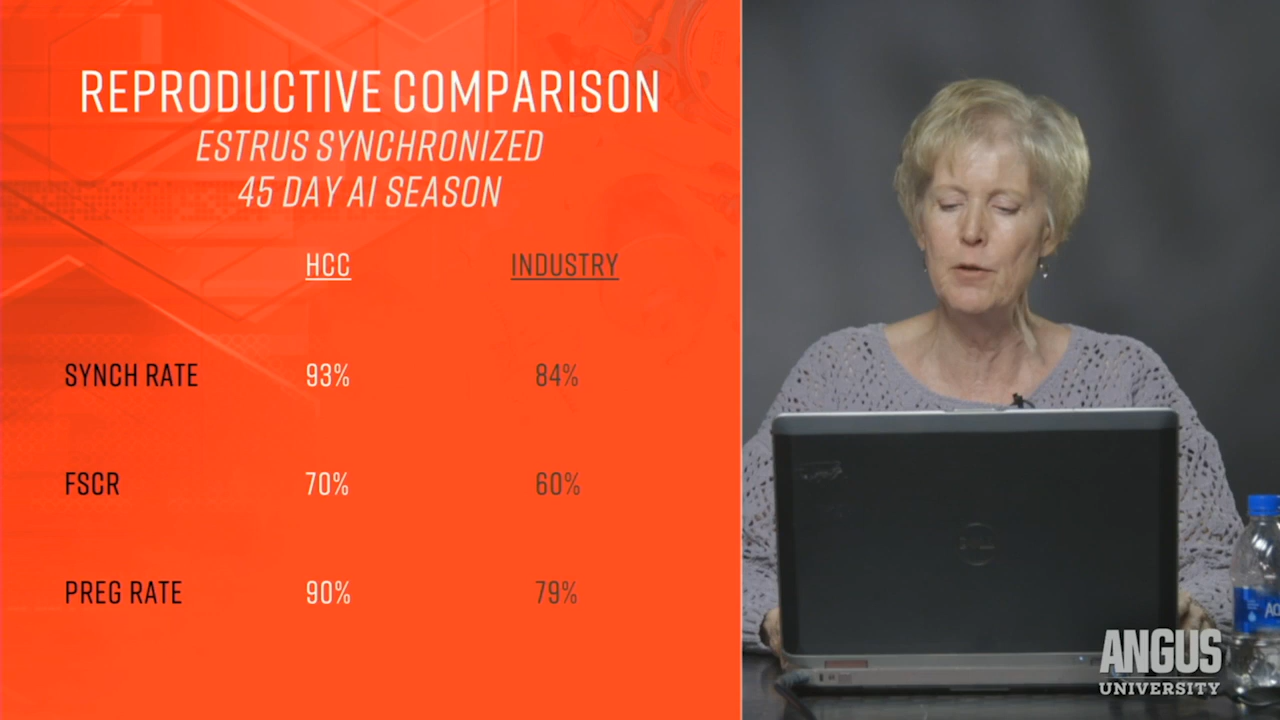 REPRODUCTIVE COMPARISON
ESTRUS SYNCHRONIZED
45 DAY AI SEASON
HCC INDUSTRY
SYNCH RATE 93% 84%
FSCR 70% 60%
PREG RATE 90% 79%
ANGUS
UNIVERSITY